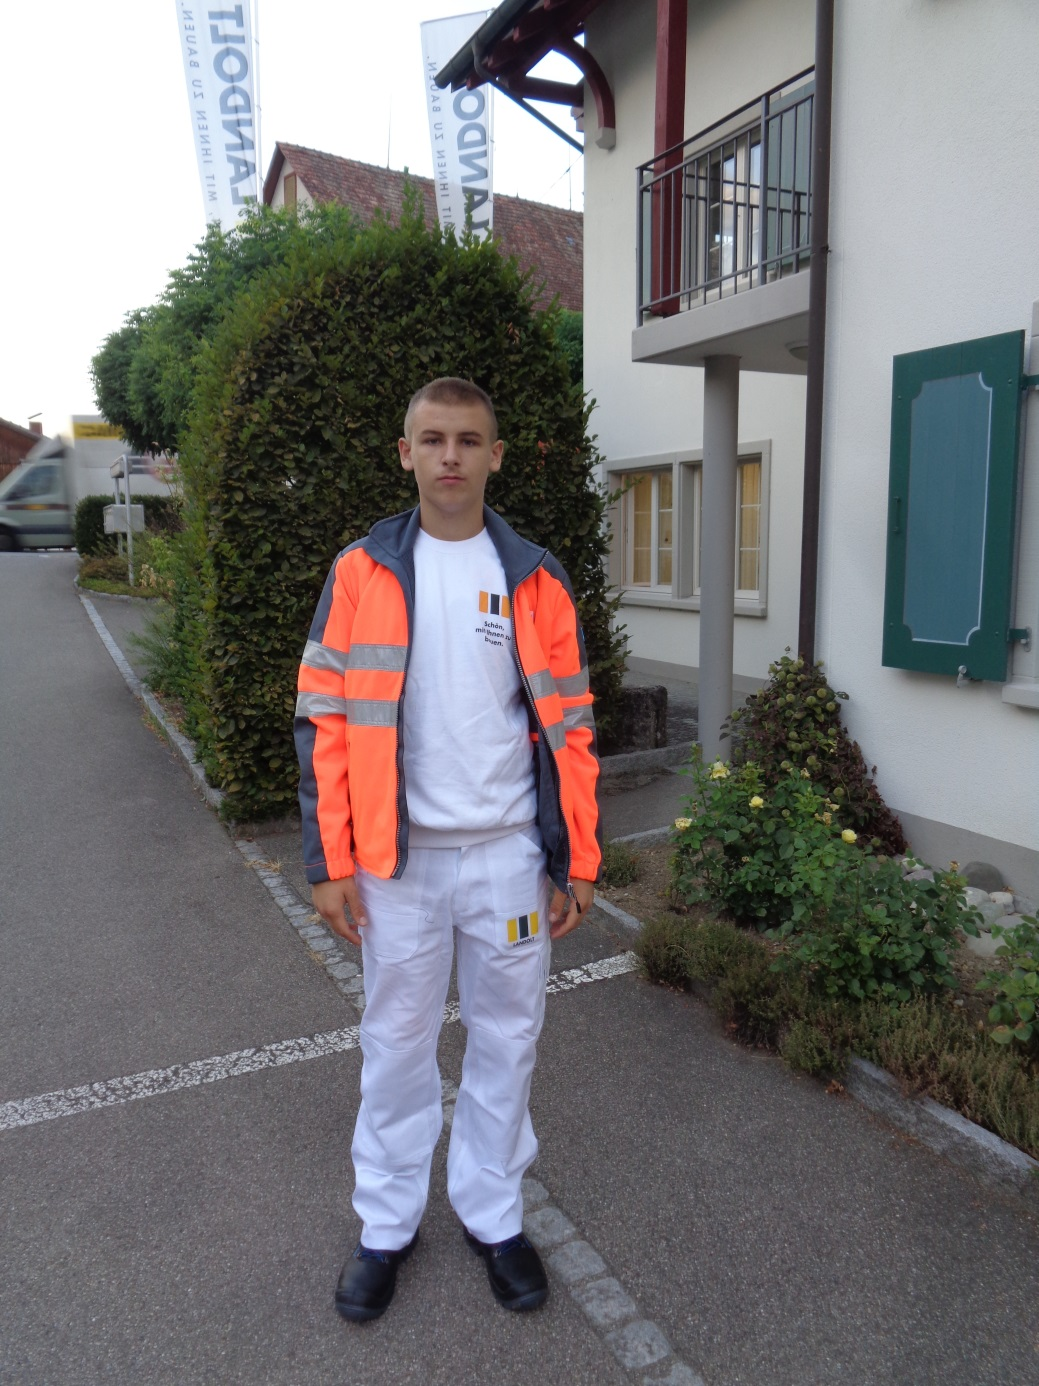 LANDOLT
MIT IHNEN ZU BAUEN.
LANDOLT
MIT IHNEN ZU BAUEN.
Schön,
mit Ihnen zu
bauen.
LANDOLT